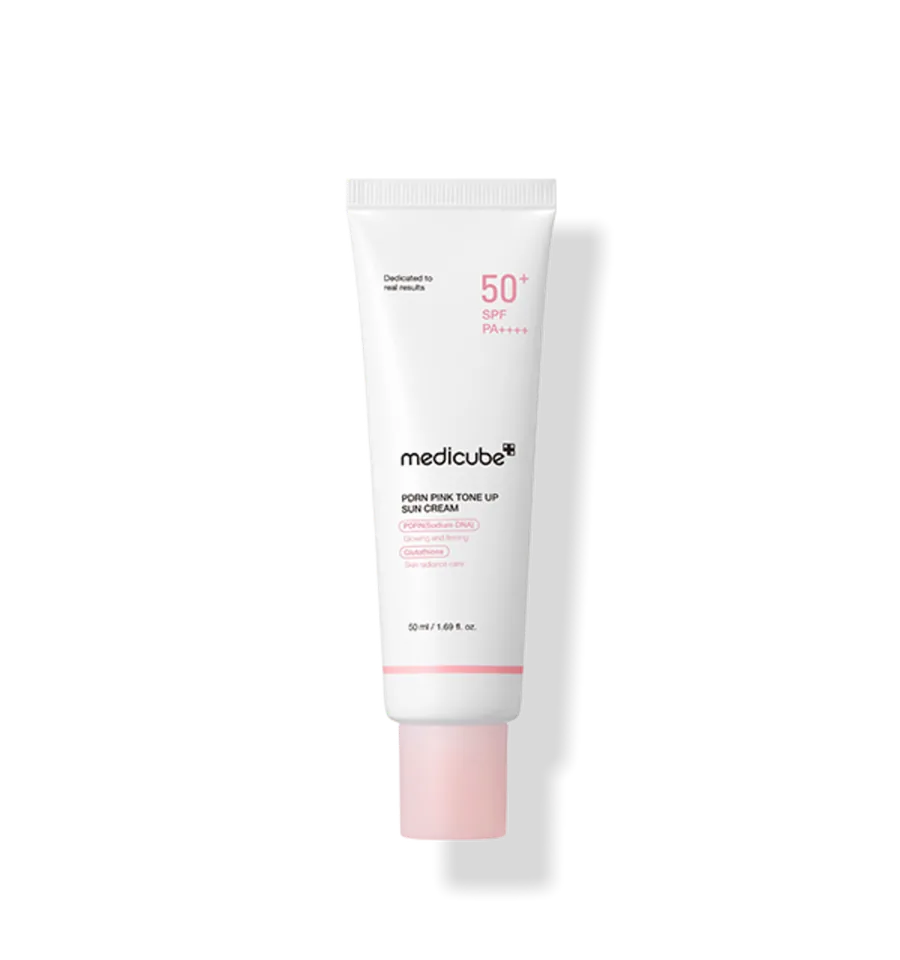 Dedicated to
real results
50+
SPF
PA++++
medicube
PDRN PINK TONE UP
SUN CREAM
PDRN(Sodium DNA)
Glowing and firming
Glutathione
Skin radiance care
50 ml / 1.69 fl. oz.